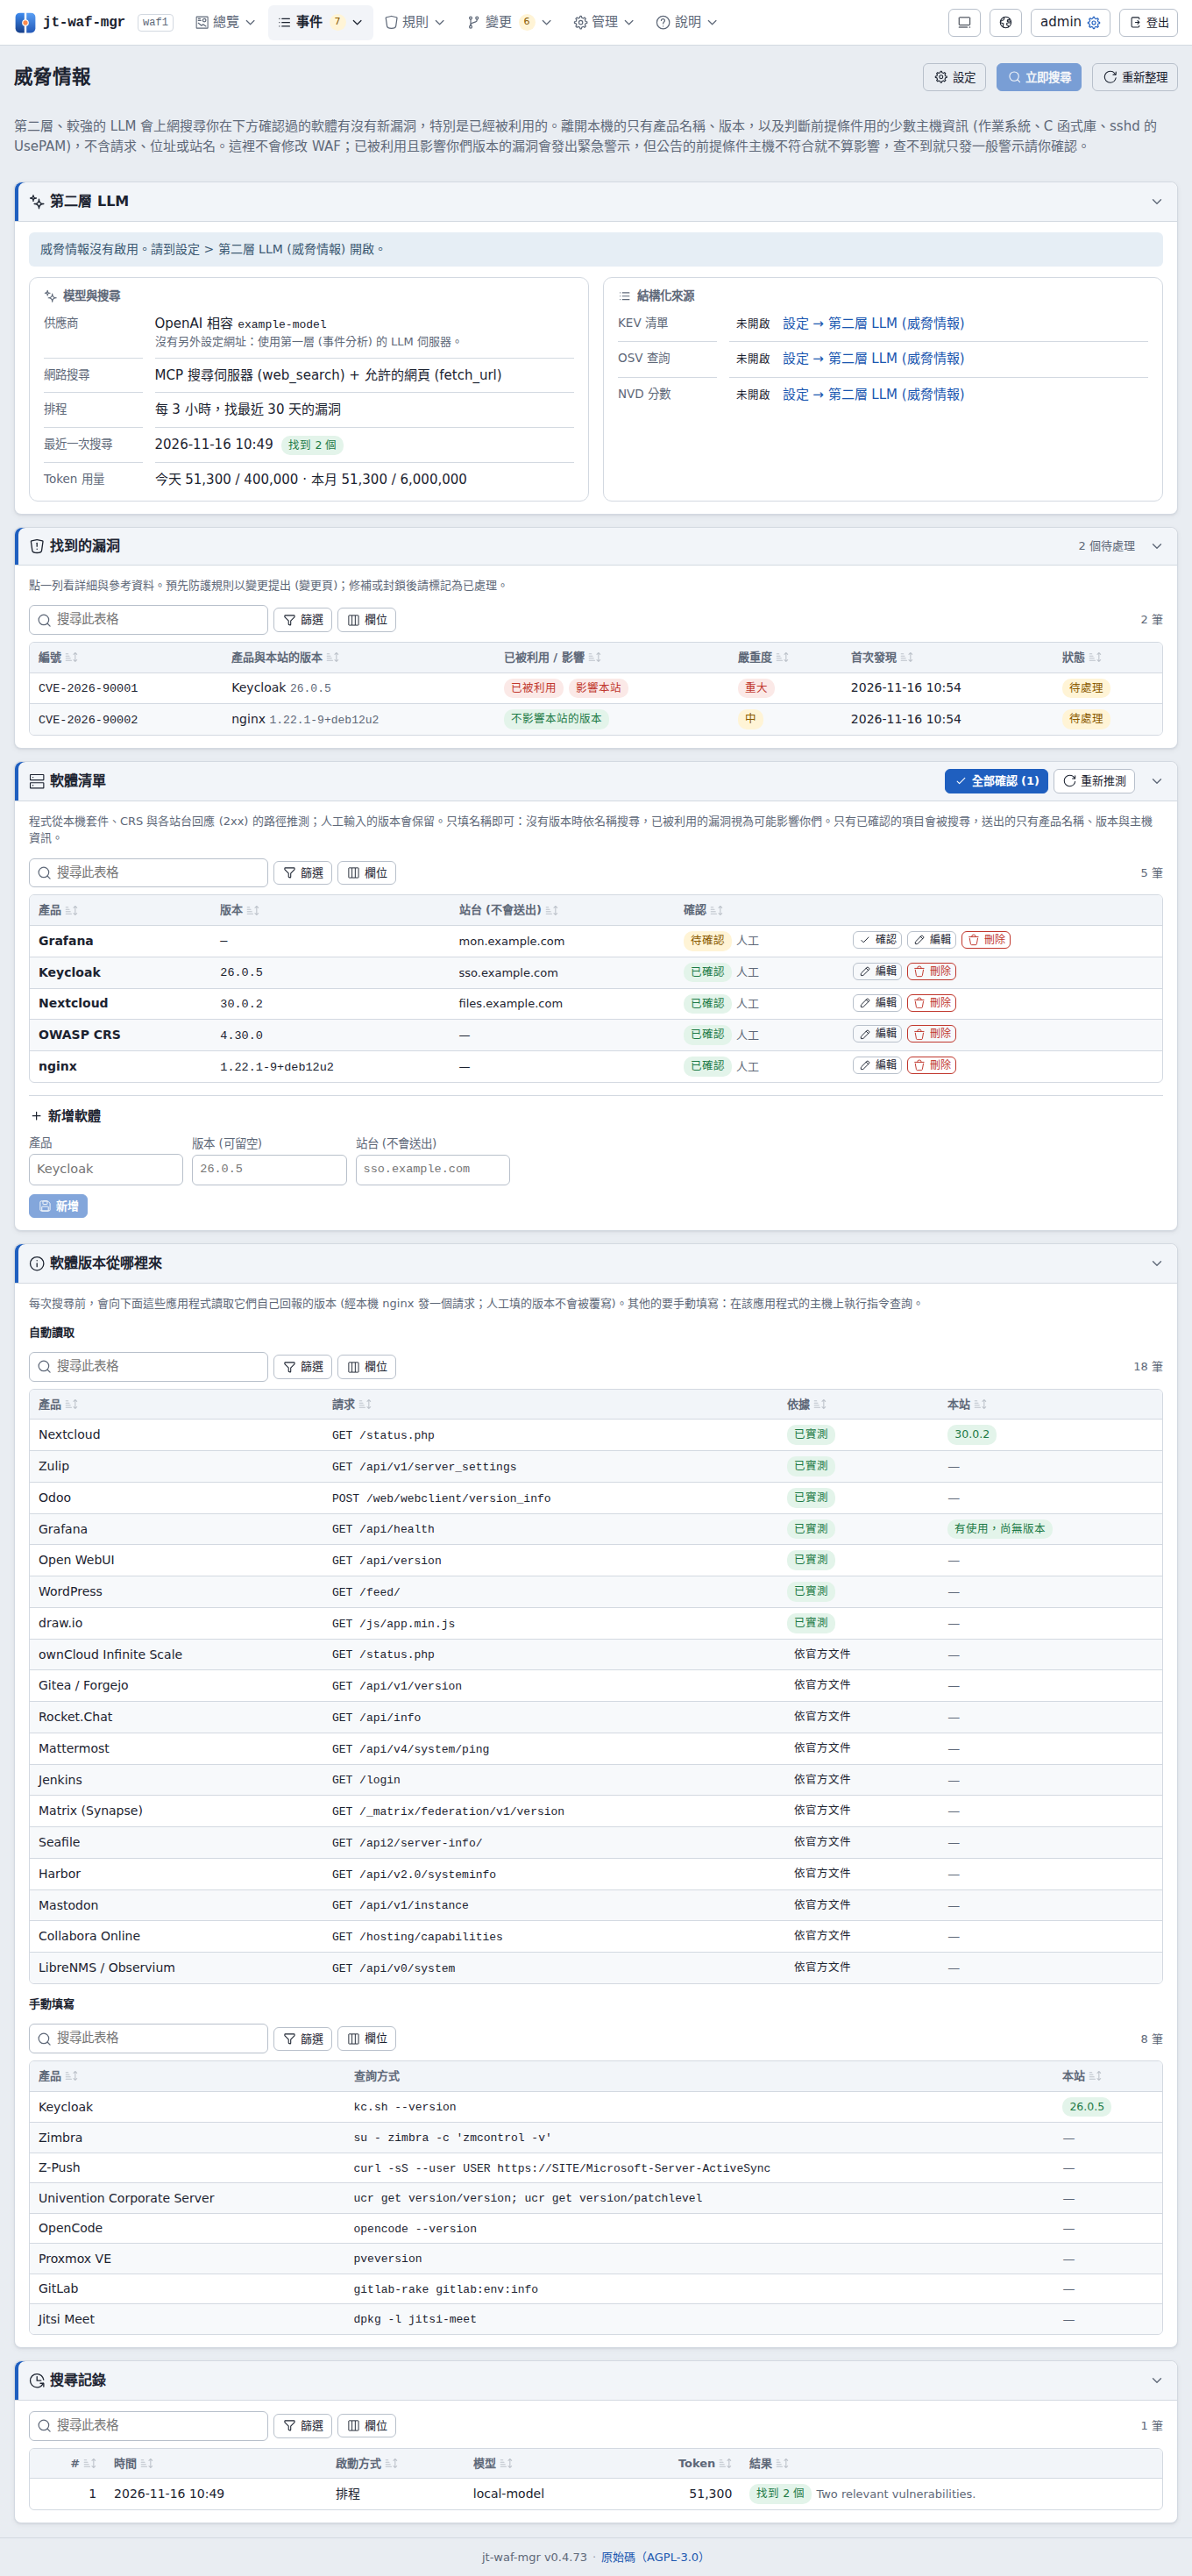 jt-waf-mgr waf1 總覽 事件 7 規則 變更 6 管理 說明 admin 登出
威脅情報 設定 立即搜尋 重新整理
第二層、較強的 LLM 會上網搜尋你在下方確認過的軟體有沒有新漏洞，特別是已經被利用的。離開本機的只有產品名稱、版本，以及判斷前提條件用的少數主機資訊 (作業系統、C 函式庫、sshd 的
UsePAM)，不含請求、位址或站名。這裡不會修改 WAF；已被利用且影響你們版本的漏洞會發出緊急警示，但公告的前提條件主機不符合就不算影響，查不到就只發一般警示請你確認。
第二層 LLM
威脅情報沒有啟用。請到設定 > 第二層 LLM (威脅情報) 開啟。
模型與搜尋
供應商 OpenAI 相容 example-model
沒有另外設定網址：使用第一層 (事件分析) 的 LLM 伺服器。
網路搜尋 MCP 搜尋伺服器 (web_search) + 允許的網頁 (fetch_url)
排程 每 3 小時，找最近 30 天的漏洞
最近一次搜尋 2026-11-16 10:49 找到 2 個
Token 用量 今天 51,300 / 400,000 · 本月 51,300 / 6,000,000
結構化來源
KEV 清單 未開啟 設定 → 第二層 LLM (威脅情報)
OSV 查詢 未開啟 設定 → 第二層 LLM (威脅情報)
NVD 分數 未開啟 設定 → 第二層 LLM (威脅情報)
找到的漏洞 2 個待處理
點一列看詳細與參考資料。預先防護規則以變更提出 (變更頁)；修補或封鎖後請標記為已處理。
搜尋此表格 篩選 欄位 2 筆
編號 產品與本站的版本 已被利用 / 影響 嚴重度 首次發現 狀態
CVE-2026-90001 Keycloak 26.0.5 已被利用 影響本站 重大 2026-11-16 10:54 待處理
CVE-2026-90002 nginx 1.22.1-9+deb12u2 不影響本站的版本 中 2026-11-16 10:54 待處理
軟體清單 全部確認 (1) 重新推測
程式從本機套件、CRS 與各站台回應 (2xx) 的路徑推測；人工輸入的版本會保留。只填名稱即可：沒有版本時依名稱搜尋，已被利用的漏洞視為可能影響你們。只有已確認的項目會被搜尋，送出的只有產品名稱、版本與主機
資訊。
搜尋此表格 篩選 欄位 5 筆
產品 版本 站台 (不會送出) 確認
Grafana — mon.example.com 待確認 人工 確認 編輯 刪除
Keycloak 26.0.5 sso.example.com 已確認 人工 編輯 刪除
Nextcloud 30.0.2 files.example.com 已確認 人工 編輯 刪除
OWASP CRS 4.30.0 — 已確認 人工 編輯 刪除
nginx 1.22.1-9+deb12u2 — 已確認 人工 編輯 刪除
新增軟體
產品 版本 (可留空) 站台 (不會送出)
Keycloak 26.0.5 sso.example.com
新增
軟體版本從哪裡來
每次搜尋前，會向下面這些應用程式讀取它們自己回報的版本 (經本機 nginx 發一個請求；人工填的版本不會被覆寫)。其他的要手動填寫：在該應用程式的主機上執行指令查詢。
自動讀取
搜尋此表格 篩選 欄位 18 筆
產品 請求 依據 本站
Nextcloud GET /status.php 已實測 30.0.2
Zulip GET /api/v1/server_settings 已實測 —
Odoo POST /web/webclient/version_info 已實測 —
Grafana GET /api/health 已實測 有使用，尚無版本
Open WebUI GET /api/version 已實測 —
WordPress GET /feed/ 已實測 —
draw.io GET /js/app.min.js 已實測 —
ownCloud Infinite Scale GET /status.php 依官方文件 —
Gitea / Forgejo GET /api/v1/version 依官方文件 —
Rocket.Chat GET /api/info 依官方文件 —
Mattermost GET /api/v4/system/ping 依官方文件 —
Jenkins GET /login 依官方文件 —
Matrix (Synapse) GET /_matrix/federation/v1/version 依官方文件 —
Seafile GET /api2/server-info/ 依官方文件 —
Harbor GET /api/v2.0/systeminfo 依官方文件 —
Mastodon GET /api/v1/instance 依官方文件 —
Collabora Online GET /hosting/capabilities 依官方文件 —
LibreNMS / Observium GET /api/v0/system 依官方文件 —
手動填寫
搜尋此表格 篩選 欄位 8 筆
產品 查詢方式 本站
Keycloak kc.sh --version 26.0.5
Zimbra su - zimbra -c 'zmcontrol -v' —
Z-Push curl -sS --user USER https://SITE/Microsoft-Server-ActiveSync —
Univention Corporate Server ucr get version/version; ucr get version/patchlevel —
OpenCode opencode --version —
Proxmox VE pveversion —
GitLab gitlab-rake gitlab:env:info —
Jitsi Meet dpkg -l jitsi-meet —
搜尋記錄
搜尋此表格 篩選 欄位 1 筆
# 時間 啟動方式 模型 Token 結果
1 2026-11-16 10:49 排程 local-model 51,300 找到 2 個 Two relevant vulnerabilities.
jt-waf-mgr v0.4.73 · 原始碼（AGPL-3.0）